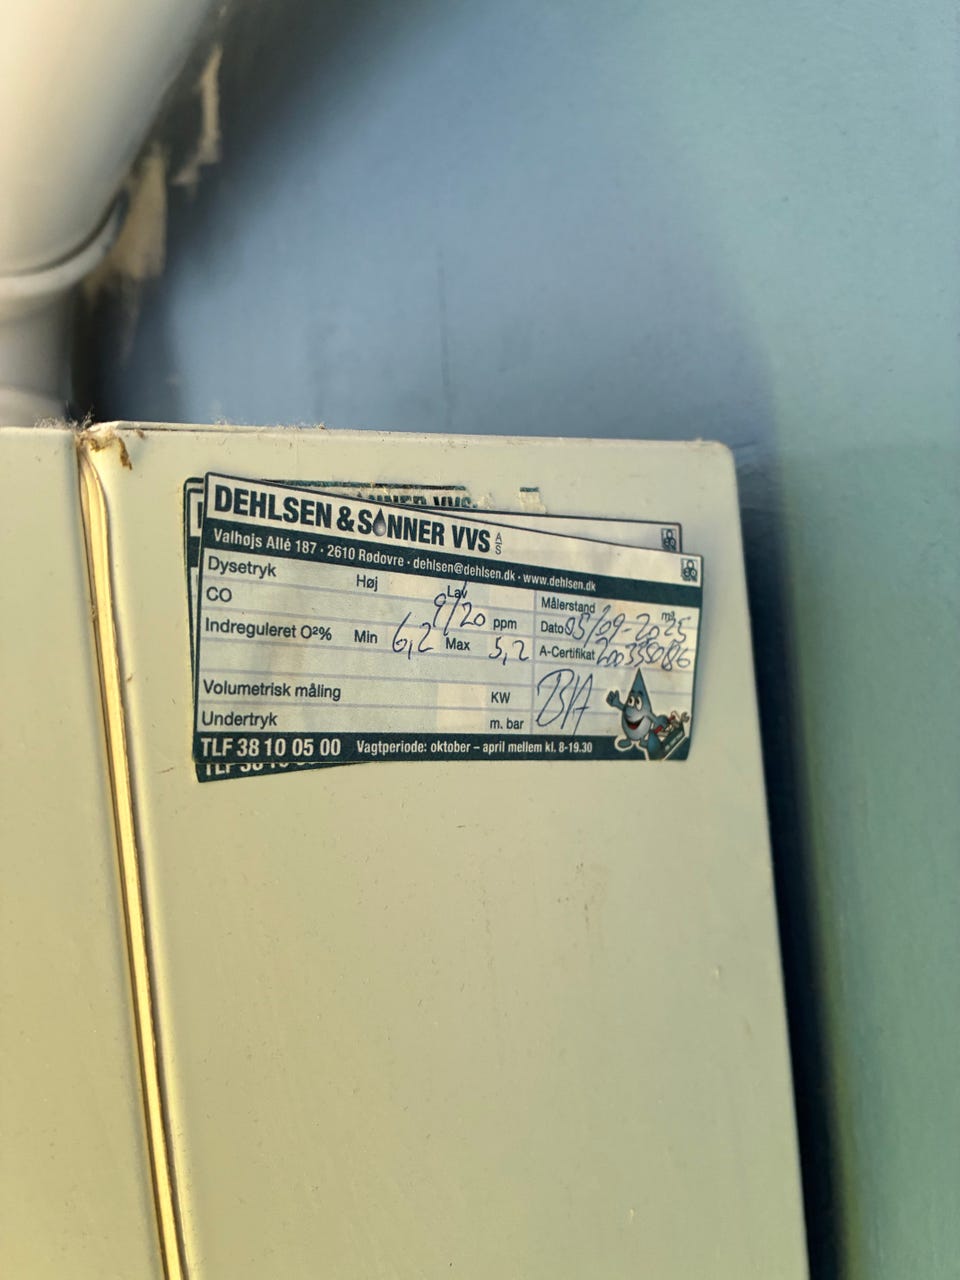 DEHLSEN & SØNNER VVS A/S
Valhøjs Allé 187 · 2610 Rødovre · dehlsen@dehlsen.dk · www.dehlsen.dk
Dysetryk Høj Lav Målerstand m³
CO 9/20 ppm Dato 05/09-2025
Indreguleret O²% Min 6,2 Max 5,2 A-Certifikat
Volumetrisk måling KW
Undertryk m. bar
TLF 38 10 05 00 Vagtperiode: oktober – april mellem kl. 8-19.30